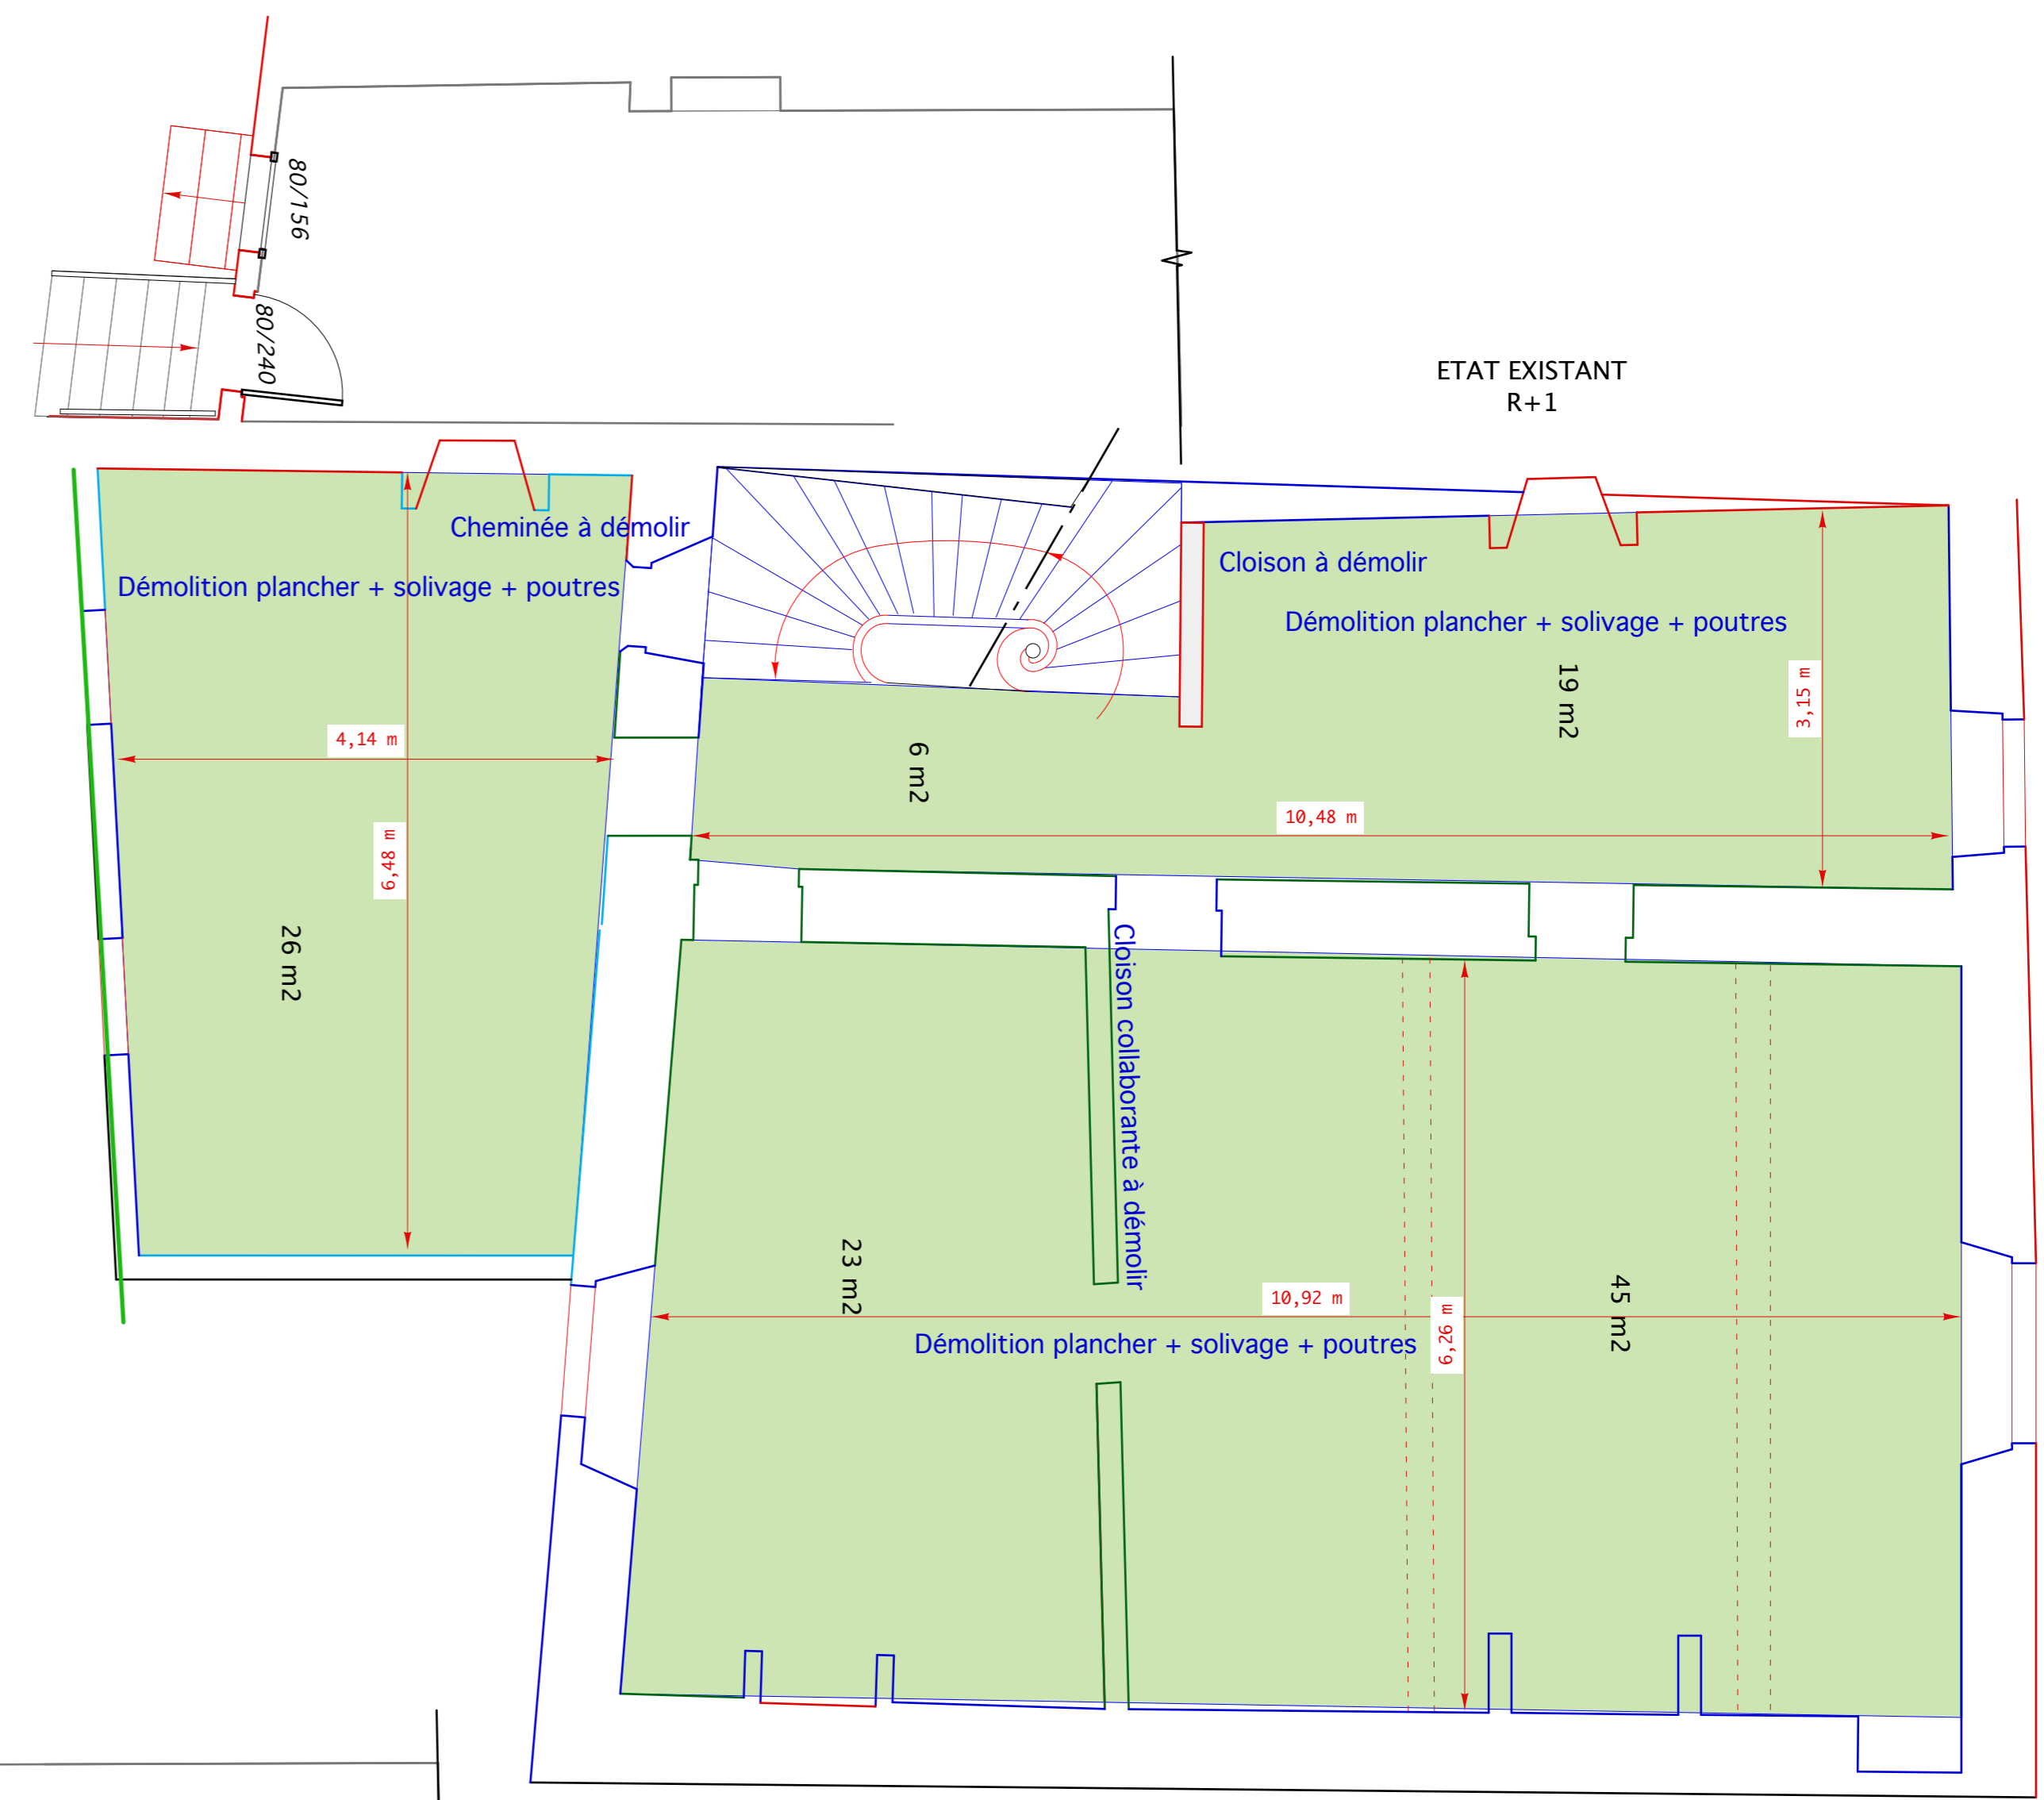 80/156
80/240
ETAT EXISTANT
R+1
Cheminée à démolir
Démolition plancher + solivage + poutres
Cloison à démolir
Démolition plancher + solivage + poutres
19 m2
3,15 m
4,14 m
6 m2
10,48 m
6,48 m
26 m2
Cloison collaborante à démolir
23 m2
10,92 m
6,26 m
45 m2
Démolition plancher + solivage + poutres